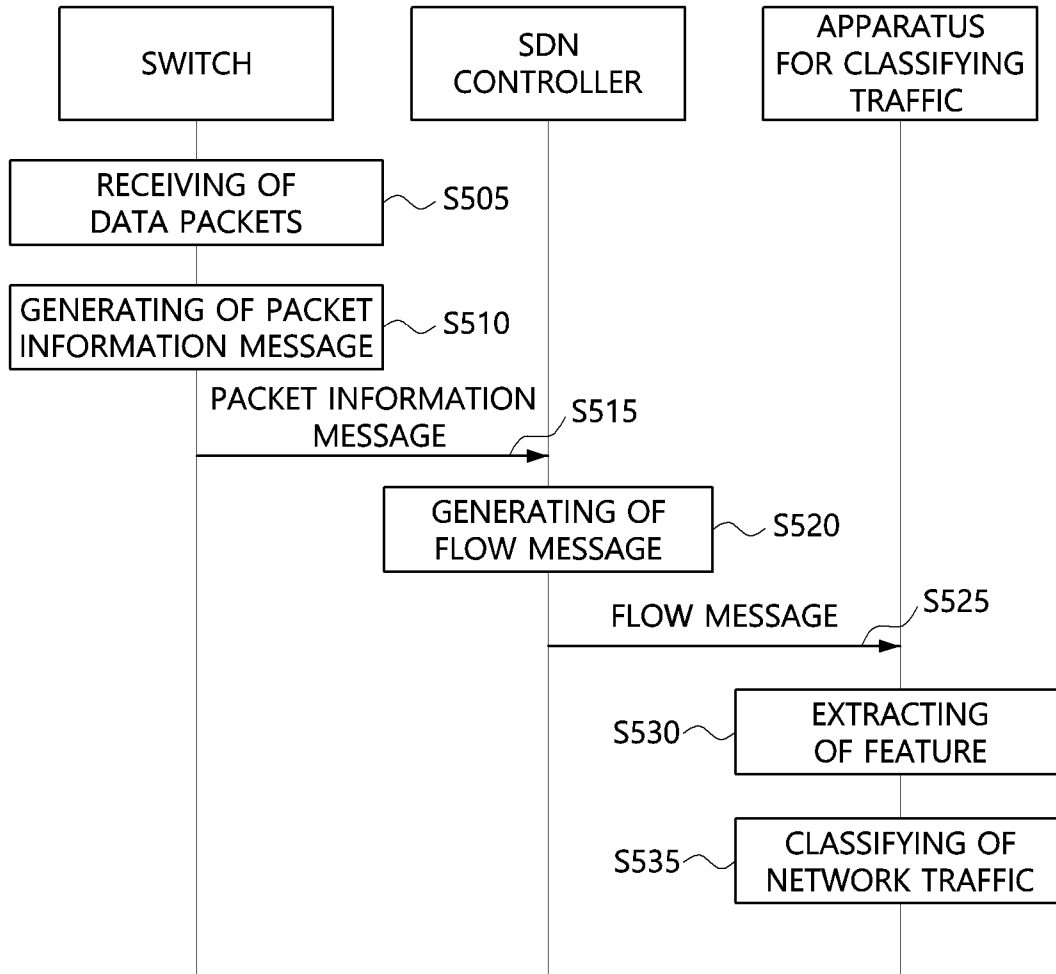 SWITCH
SDN
CONTROLLER
APPARATUS
FOR CLASSIFYING
TRAFFIC
RECEIVING OF
DATA PACKETS
S505
GENERATING OF PACKET
INFORMATION MESSAGE
S510
PACKET INFORMATION
MESSAGE
S515
GENERATING OF
FLOW MESSAGE
S520
FLOW MESSAGE
S525
S530
EXTRACTING
OF FEATURE
S535
CLASSIFYING OF
NETWORK TRAFFIC